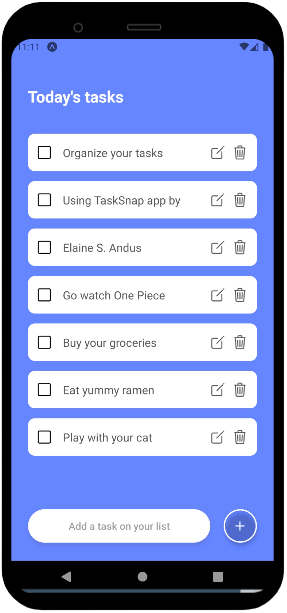 11:11
Today's tasks
Organize your tasks
Using TaskSnap app by
Elaine S. Andus
Go watch One Piece
Buy your groceries
Eat yummy ramen
Play with your cat
Add a task on your list